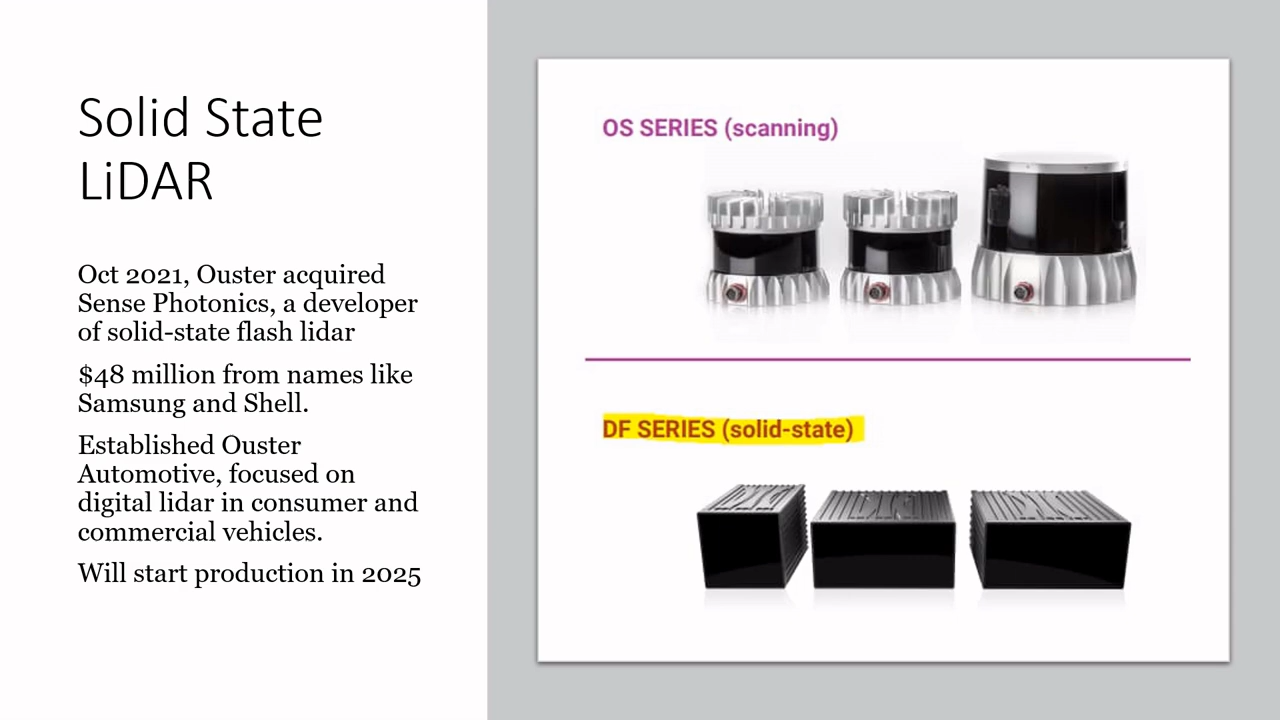 Solid State
LiDAR
Oct 2021, Ouster acquired
Sense Photonics, a developer
of solid-state flash lidar
$48 million from names like
Samsung and Shell.
Established Ouster
Automotive, focused on
digital lidar in consumer and
commercial vehicles.
Will start production in 2025
OS SERIES (scanning)
DF SERIES (solid-state)